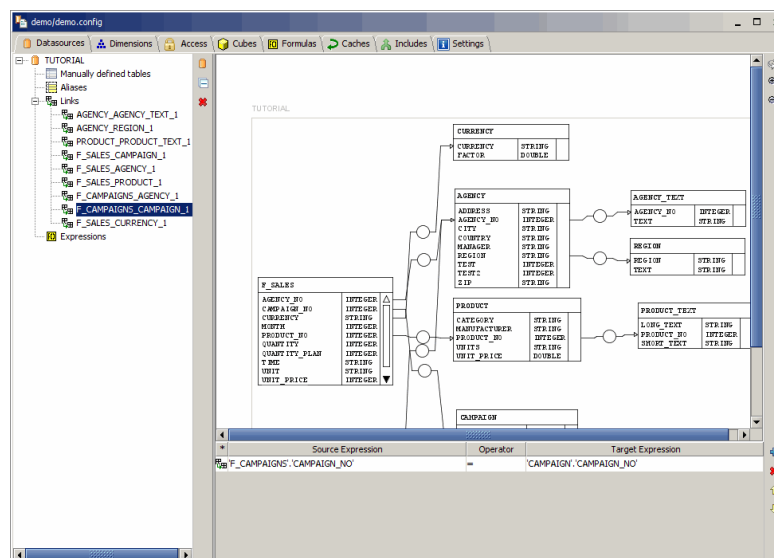 demo/demo.config
Datasources Dimensions Access Cubes Formulas Caches Includes Settings
TUTORIAL
Manually defined tables
Aliases
Links
AGENCY_AGENCY_TEXT_1
AGENCY_REGION_1
PRODUCT_PRODUCT_TEXT_1
F_SALES_CAMPAIGN_1
F_SALES_AGENCY_1
F_SALES_PRODUCT_1
F_CAMPAIGNS_AGENCY_1
F_CAMPAIGNS_CAMPAIGN_1
F_SALES_CURRENCY_1
Expressions
TUTORIAL
CURRENCY
CURRENCY STRING
FACTOR DOUBLE
AGENCY
ADDRESS STRING
AGENCY_NO INTEGER
CITY STRING
COUNTRY STRING
MANAGER STRING
REGION STRING
TEST INTEGER
TEST2 INTEGER
ZIP STRING
AGENCY_TEXT
AGENCY_NO INTEGER
TEXT STRING
REGION
REGION STRING
TEXT STRING
F_SALES
AGENCY_NO INTEGER
CAMPAIGN_NO INTEGER
CURRENCY STRING
MONTH INTEGER
PRODUCT_NO INTEGER
QUANTITY INTEGER
QUANTITY_PLAN INTEGER
TIME STRING
UNIT STRING
UNIT_PRICE INTEGER
PRODUCT
CATEGORY STRING
MANUFACTURER STRING
PRODUCT_NO INTEGER
UNITS STRING
UNIT_PRICE DOUBLE
PRODUCT_TEXT
LONG_TEXT STRING
PRODUCT_NO INTEGER
SHORT_TEXT STRING
CAMPAIGN
* Source Expression Operator Target Expression
'F_CAMPAIGNS'.'CAMPAIGN_NO' = 'CAMPAIGN'.'CAMPAIGN_NO'